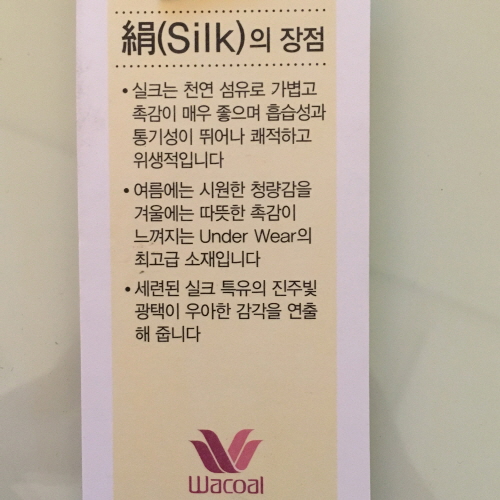 絹(Silk)의 장점
• 실크는 천연 섬유로 가볍고
촉감이 매우 좋으며 흡습성과
통기성이 뛰어나 쾌적하고
위생적입니다
• 여름에는 시원한 청량감을
겨울에는 따뜻한 촉감이
느껴지는 Under Wear의
최고급 소재입니다
• 세련된 실크 특유의 진주빛
광택이 우아한 감각을 연출
해 줍니다
Wacoal